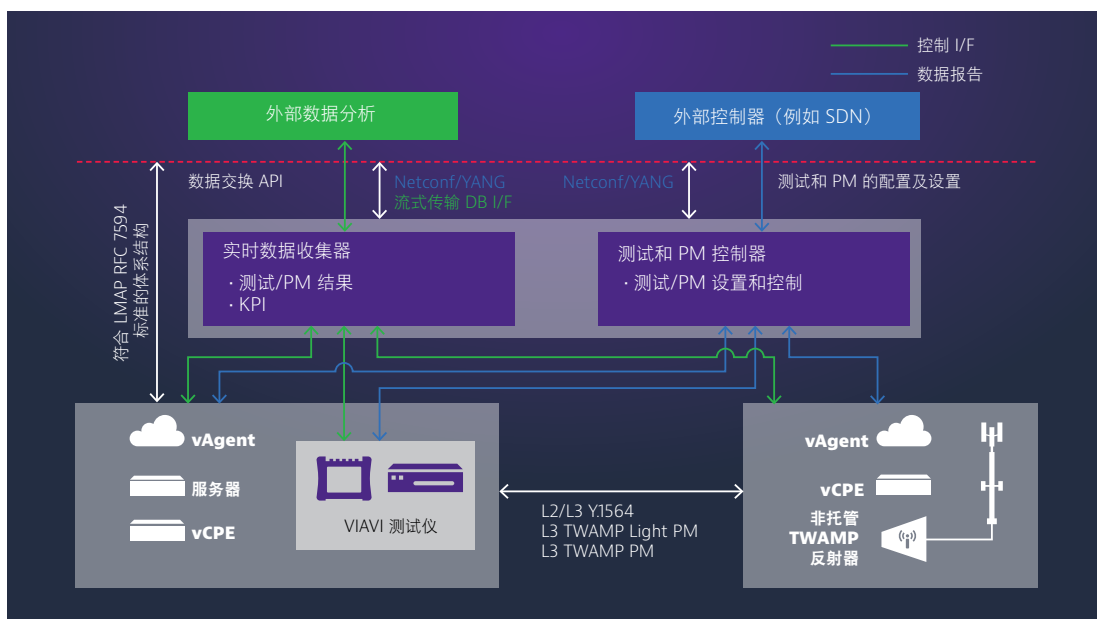 控制 I/F
数据报告
外部数据分析
外部控制器（例如 SDN）
数据交换 API
Netconf/YANG
流式传输 DB I/F
Netconf/YANG
测试和 PM 的配置及设置
符合 LMAP RFC 7594
标准的体系结构
实时数据收集器
· 测试/PM 结果
· KPI
测试和 PM 控制器
· 测试/PM 设置和控制
vAgent
服务器
vCPE
VIAVI 测试仪
L2/L3 Y.1564
L3 TWAMP Light PM
L3 TWAMP PM
vAgent
vCPE
非托管
TWAMP
反射器